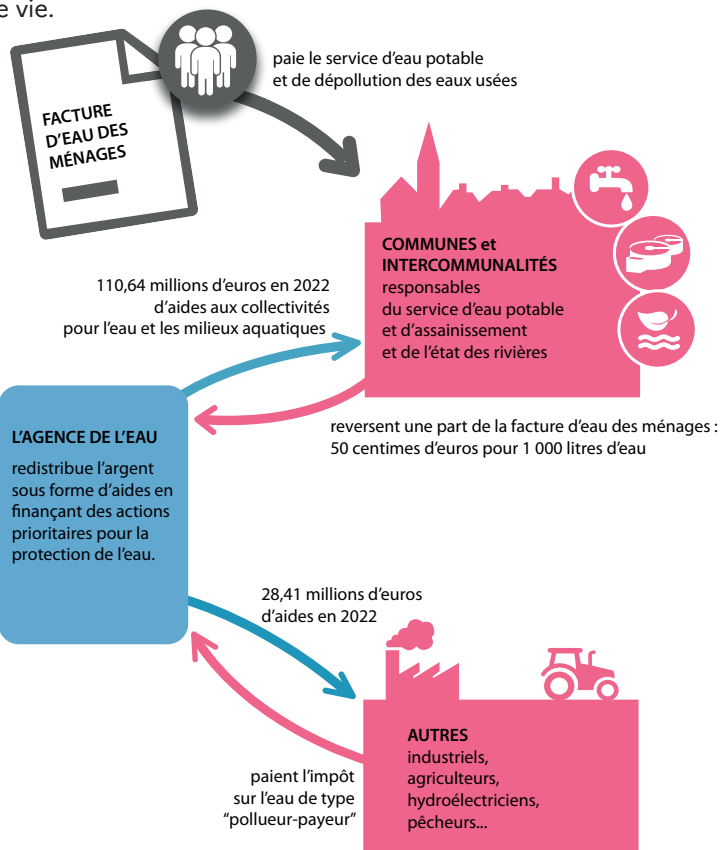 e vie.
FACTURE
D'EAU DES
MÉNAGES
paie le service d'eau potable
et de dépollution des eaux usées
COMMUNES et
INTERCOMMUNALITÉS
responsables
du service d'eau potable
et d'assainissement
et de l'état des rivières
110,64 millions d'euros en 2022
d'aides aux collectivités
pour l'eau et les milieux aquatiques
reversent une part de la facture d'eau des ménages :
50 centimes d'euros pour 1 000 litres d'eau
L'AGENCE DE L'EAU
redistribue l'argent
sous forme d'aides en
finançant des actions
prioritaires pour la
protection de l'eau.
28,41 millions d'euros
d'aides en 2022
AUTRES
industriels,
agriculteurs,
hydroélectriciens,
pêcheurs...
paient l'impôt
sur l'eau de type
"pollueur-payeur"